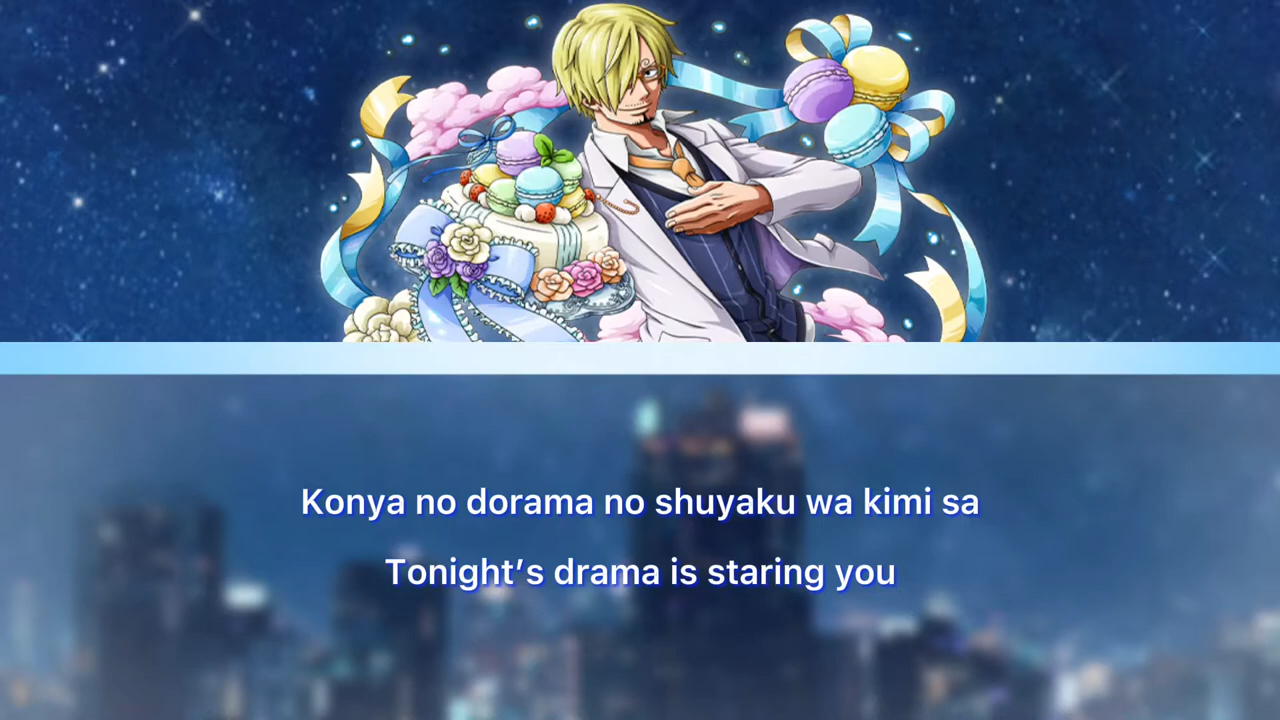 Konya no dorama no shuyaku wa kimi sa
Tonight’s drama is staring you